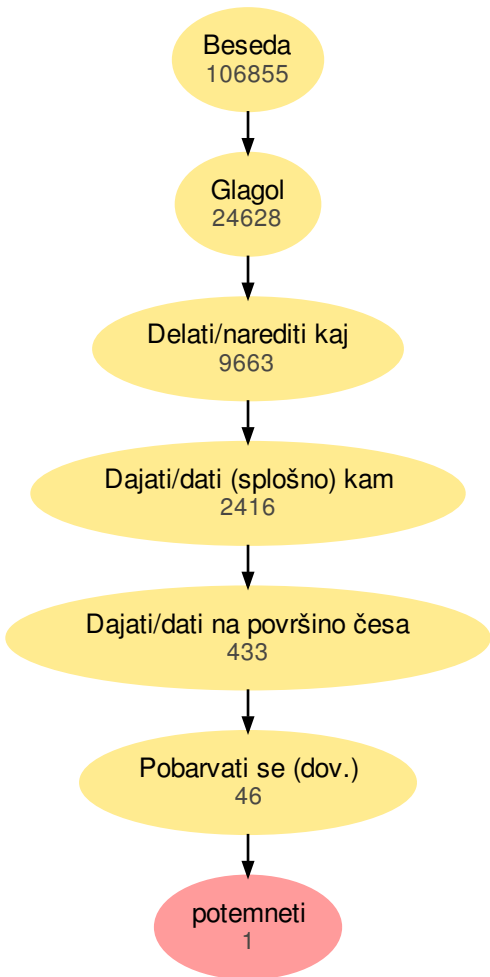 Beseda
106855
Glagol
24628
Delati/narediti kaj
9663
Dajati/dati (splošno) kam
2416
Dajati/dati na površino česa
433
Pobarvati se (dov.)
46
potemneti
1